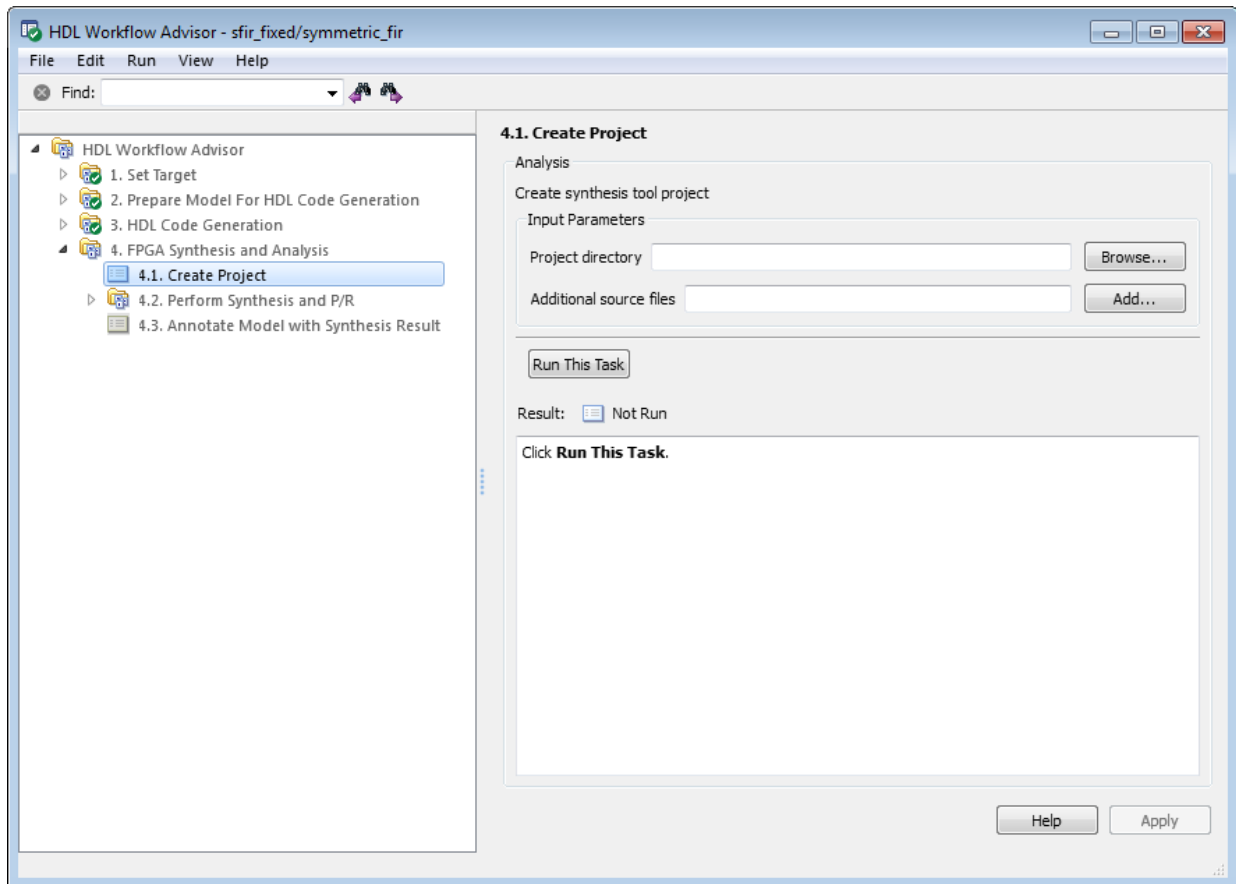 HDL Workflow Advisor - sfir_fixed/symmetric_fir
File Edit Run View Help
Find:
HDL Workflow Advisor
1. Set Target
2. Prepare Model For HDL Code Generation
3. HDL Code Generation
4. FPGA Synthesis and Analysis
4.1. Create Project
4.2. Perform Synthesis and P/R
4.3. Annotate Model with Synthesis Result
4.1. Create Project
Analysis
Create synthesis tool project
Input Parameters
Project directory Browse...
Additional source files Add...
Run This Task
Result: Not Run
Click Run This Task.
Help Apply